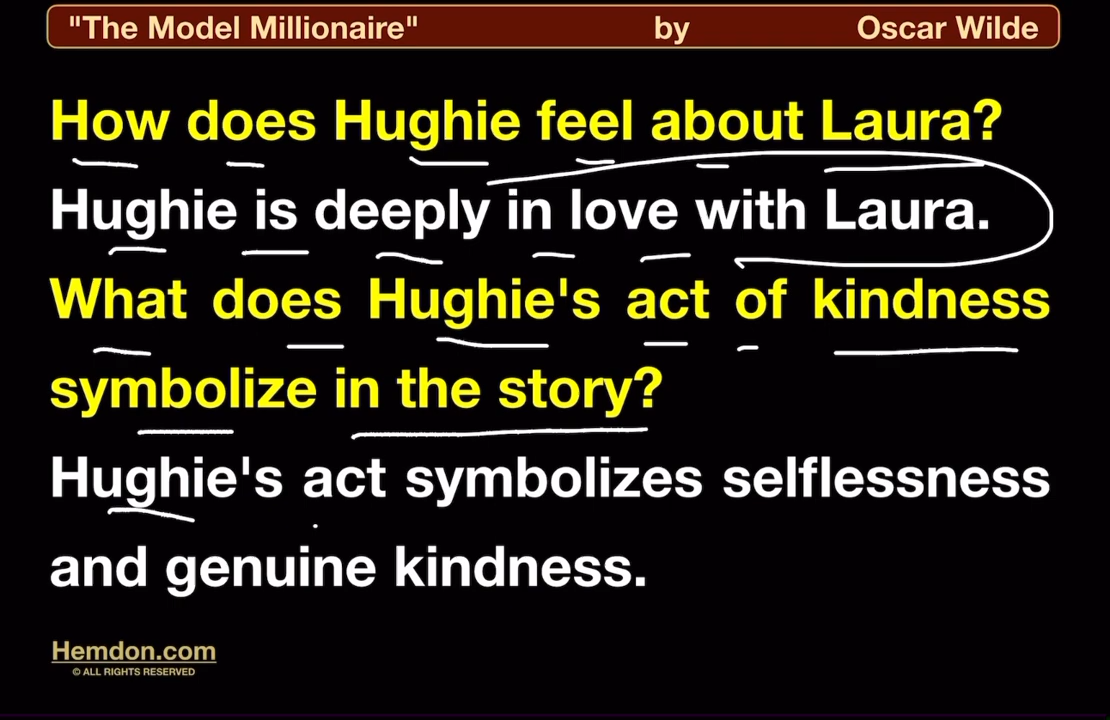 "The Model Millionaire" by Oscar Wilde
How does Hughie feel about Laura?
Hughie is deeply in love with Laura.
What does Hughie's act of kindness
symbolize in the story?
Hughie's act symbolizes selflessness
and genuine kindness.
Hemdon.com
© ALL RIGHTS RESERVED